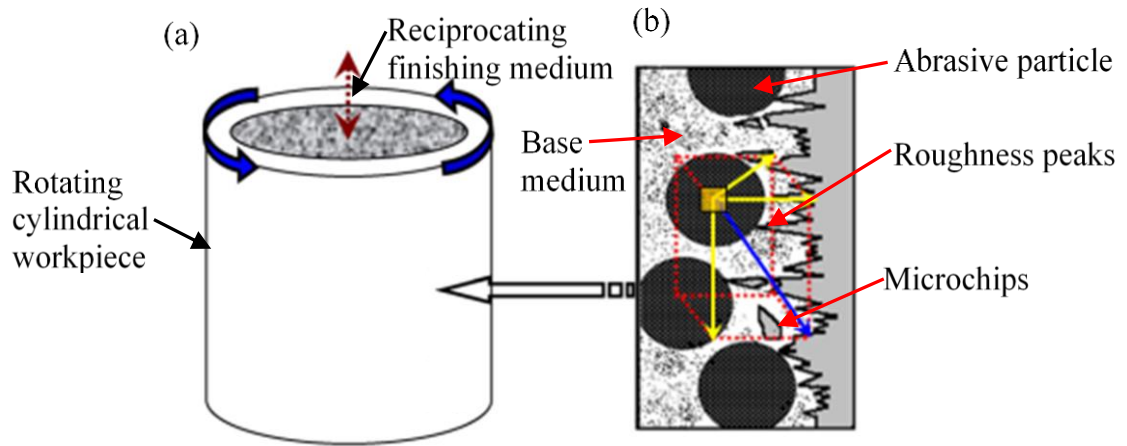 (a)
Reciprocating
finishing medium
Rotating
cylindrical
workpiece
(b)
Abrasive particle
Base
medium
Roughness peaks
Microchips